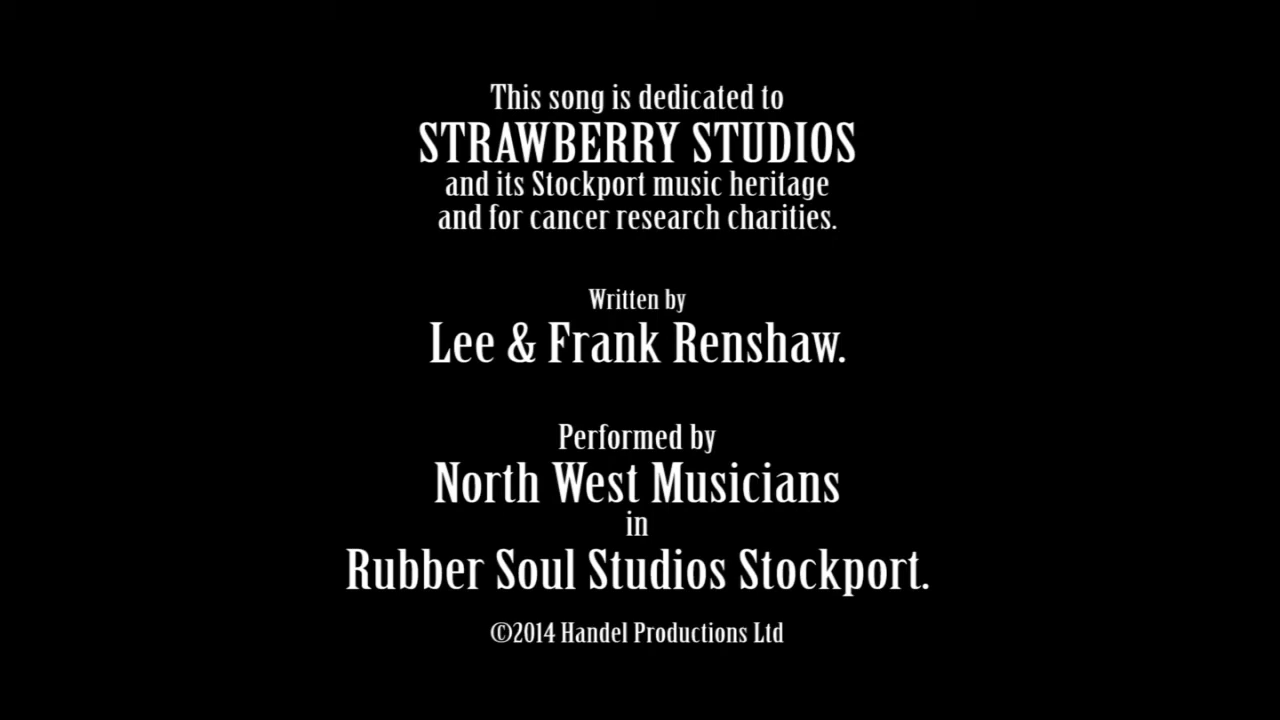 This song is dedicated to
STRAWBERRY STUDIOS
and its Stockport music heritage
and for cancer research charities.
Written by
Lee & Frank Renshaw.
Performed by
North West Musicians
in
Rubber Soul Studios Stockport.
©2014 Handel Productions Ltd